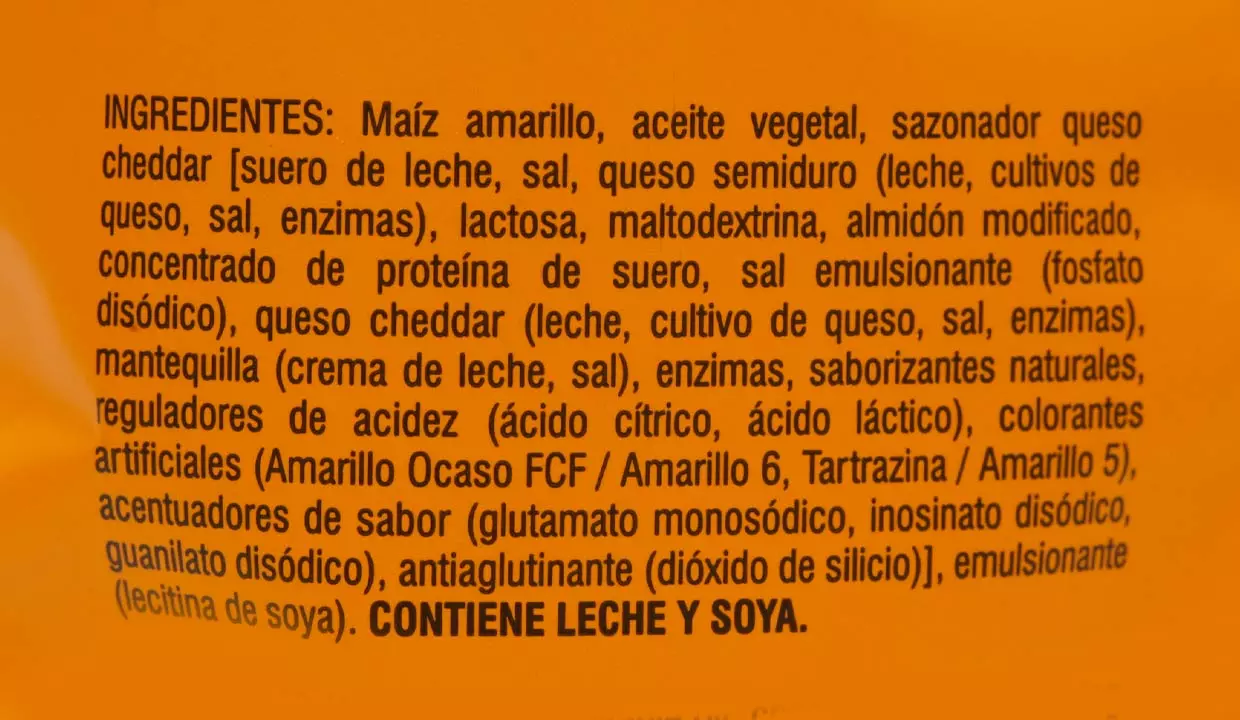 INGREDIENTES: Maíz amarillo, aceite vegetal, sazonador queso
cheddar [suero de leche, sal, queso semiduro (leche, cultivos de
queso, sal, enzimas), lactosa, maltodextrina, almidón modificado,
concentrado de proteína de suero, sal emulsionante (fosfato
disódico), queso cheddar (leche, cultivo de queso, sal, enzimas),
mantequilla (crema de leche, sal), enzimas, saborizantes naturales,
reguladores de acidez (ácido cítrico, ácido láctico), colorantes
artificiales (Amarillo Ocaso FCF / Amarillo 6, Tartrazina / Amarillo 5),
acentuadores de sabor (glutamato monosódico, inosinato disódico,
guanilato disódico), antiaglutinante (dióxido de silicio)], emulsionante
(lecitina de soya). CONTIENE LECHE Y SOYA.